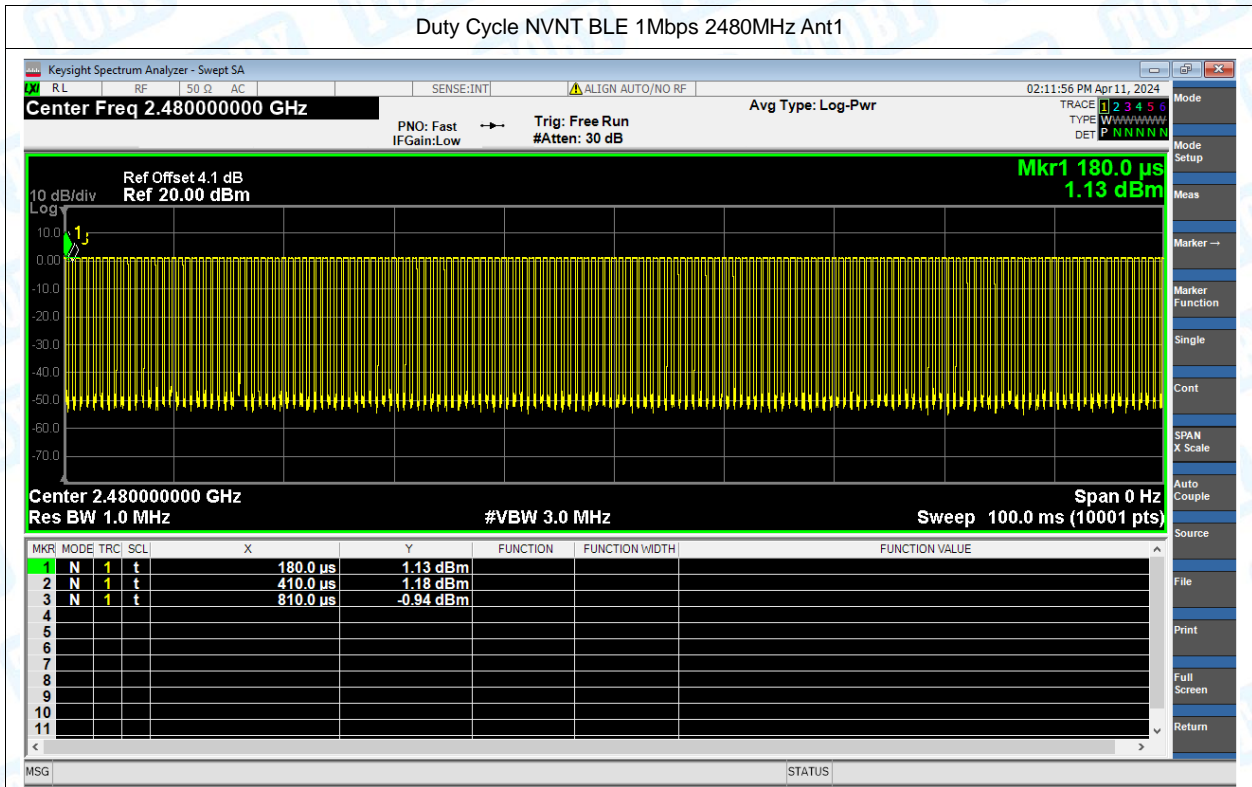 Duty Cycle NVNT BLE 1Mbps 2480MHz Ant1
Keysight Spectrum Analyzer - Swept SA
LXI RL RF 50 Ω AC SENSE:INT ALIGN AUTO/NO RF 02:11:56 PM Apr 11, 2024
Center Freq 2.480000000 GHz
PNO: Fast
IFGain:Low
Trig: Free Run
#Atten: 30 dB
Avg Type: Log-Pwr
TRACE 1 2 3 4 5 6
TYPE WWWWWWW
DET P N N N N N
Mkr1 180.0 µs
1.13 dBm
Ref Offset 4.1 dB
10 dB/div Ref 20.00 dBm
Log
10.0
0.00
-10.0
-20.0
-30.0
-40.0
-50.0
-60.0
-70.0
1
Center 2.480000000 GHz Span 0 Hz
Res BW 1.0 MHz #VBW 3.0 MHz Sweep 100.0 ms (10001 pts)
MKR MODE TRC SCL X Y FUNCTION FUNCTION WIDTH FUNCTION VALUE
1 N 1 t 180.0 µs 1.13 dBm
2 N 1 t 410.0 µs 1.18 dBm
3 N 1 t 810.0 µs -0.94 dBm
4
5
6
7
8
9
10
11
MSG STATUS
Mode
Mode
Setup
Meas
Marker →
Marker
Function
Single
Cont
SPAN
X Scale
Auto
Couple
Source
File
Print
Full
Screen
Return
TOBY